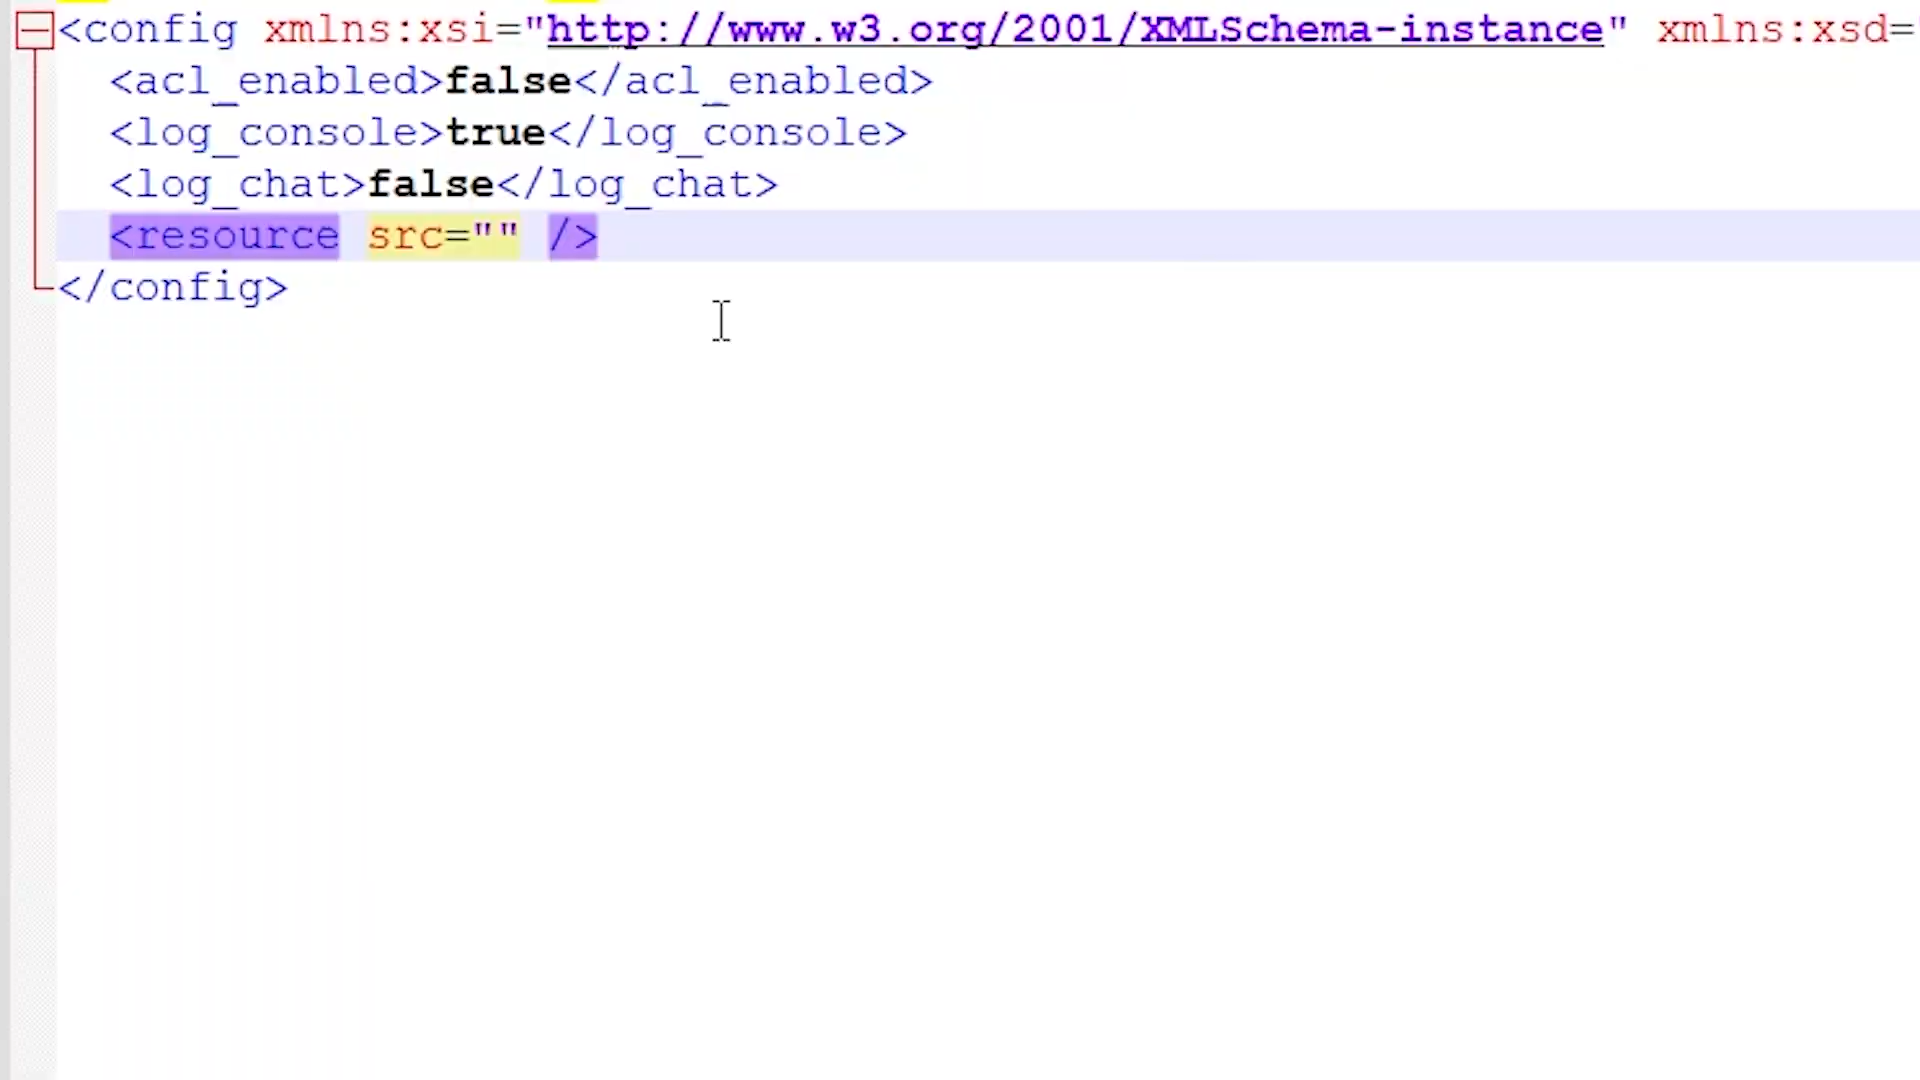 <config xmlns:xsi="http://www.w3.org/2001/XMLSchema-instance" xmlns:xsd=
<acl_enabled>false</acl_enabled>
<log_console>true</log_console>
<log_chat>false</log_chat>
<resource src="" />
</config>